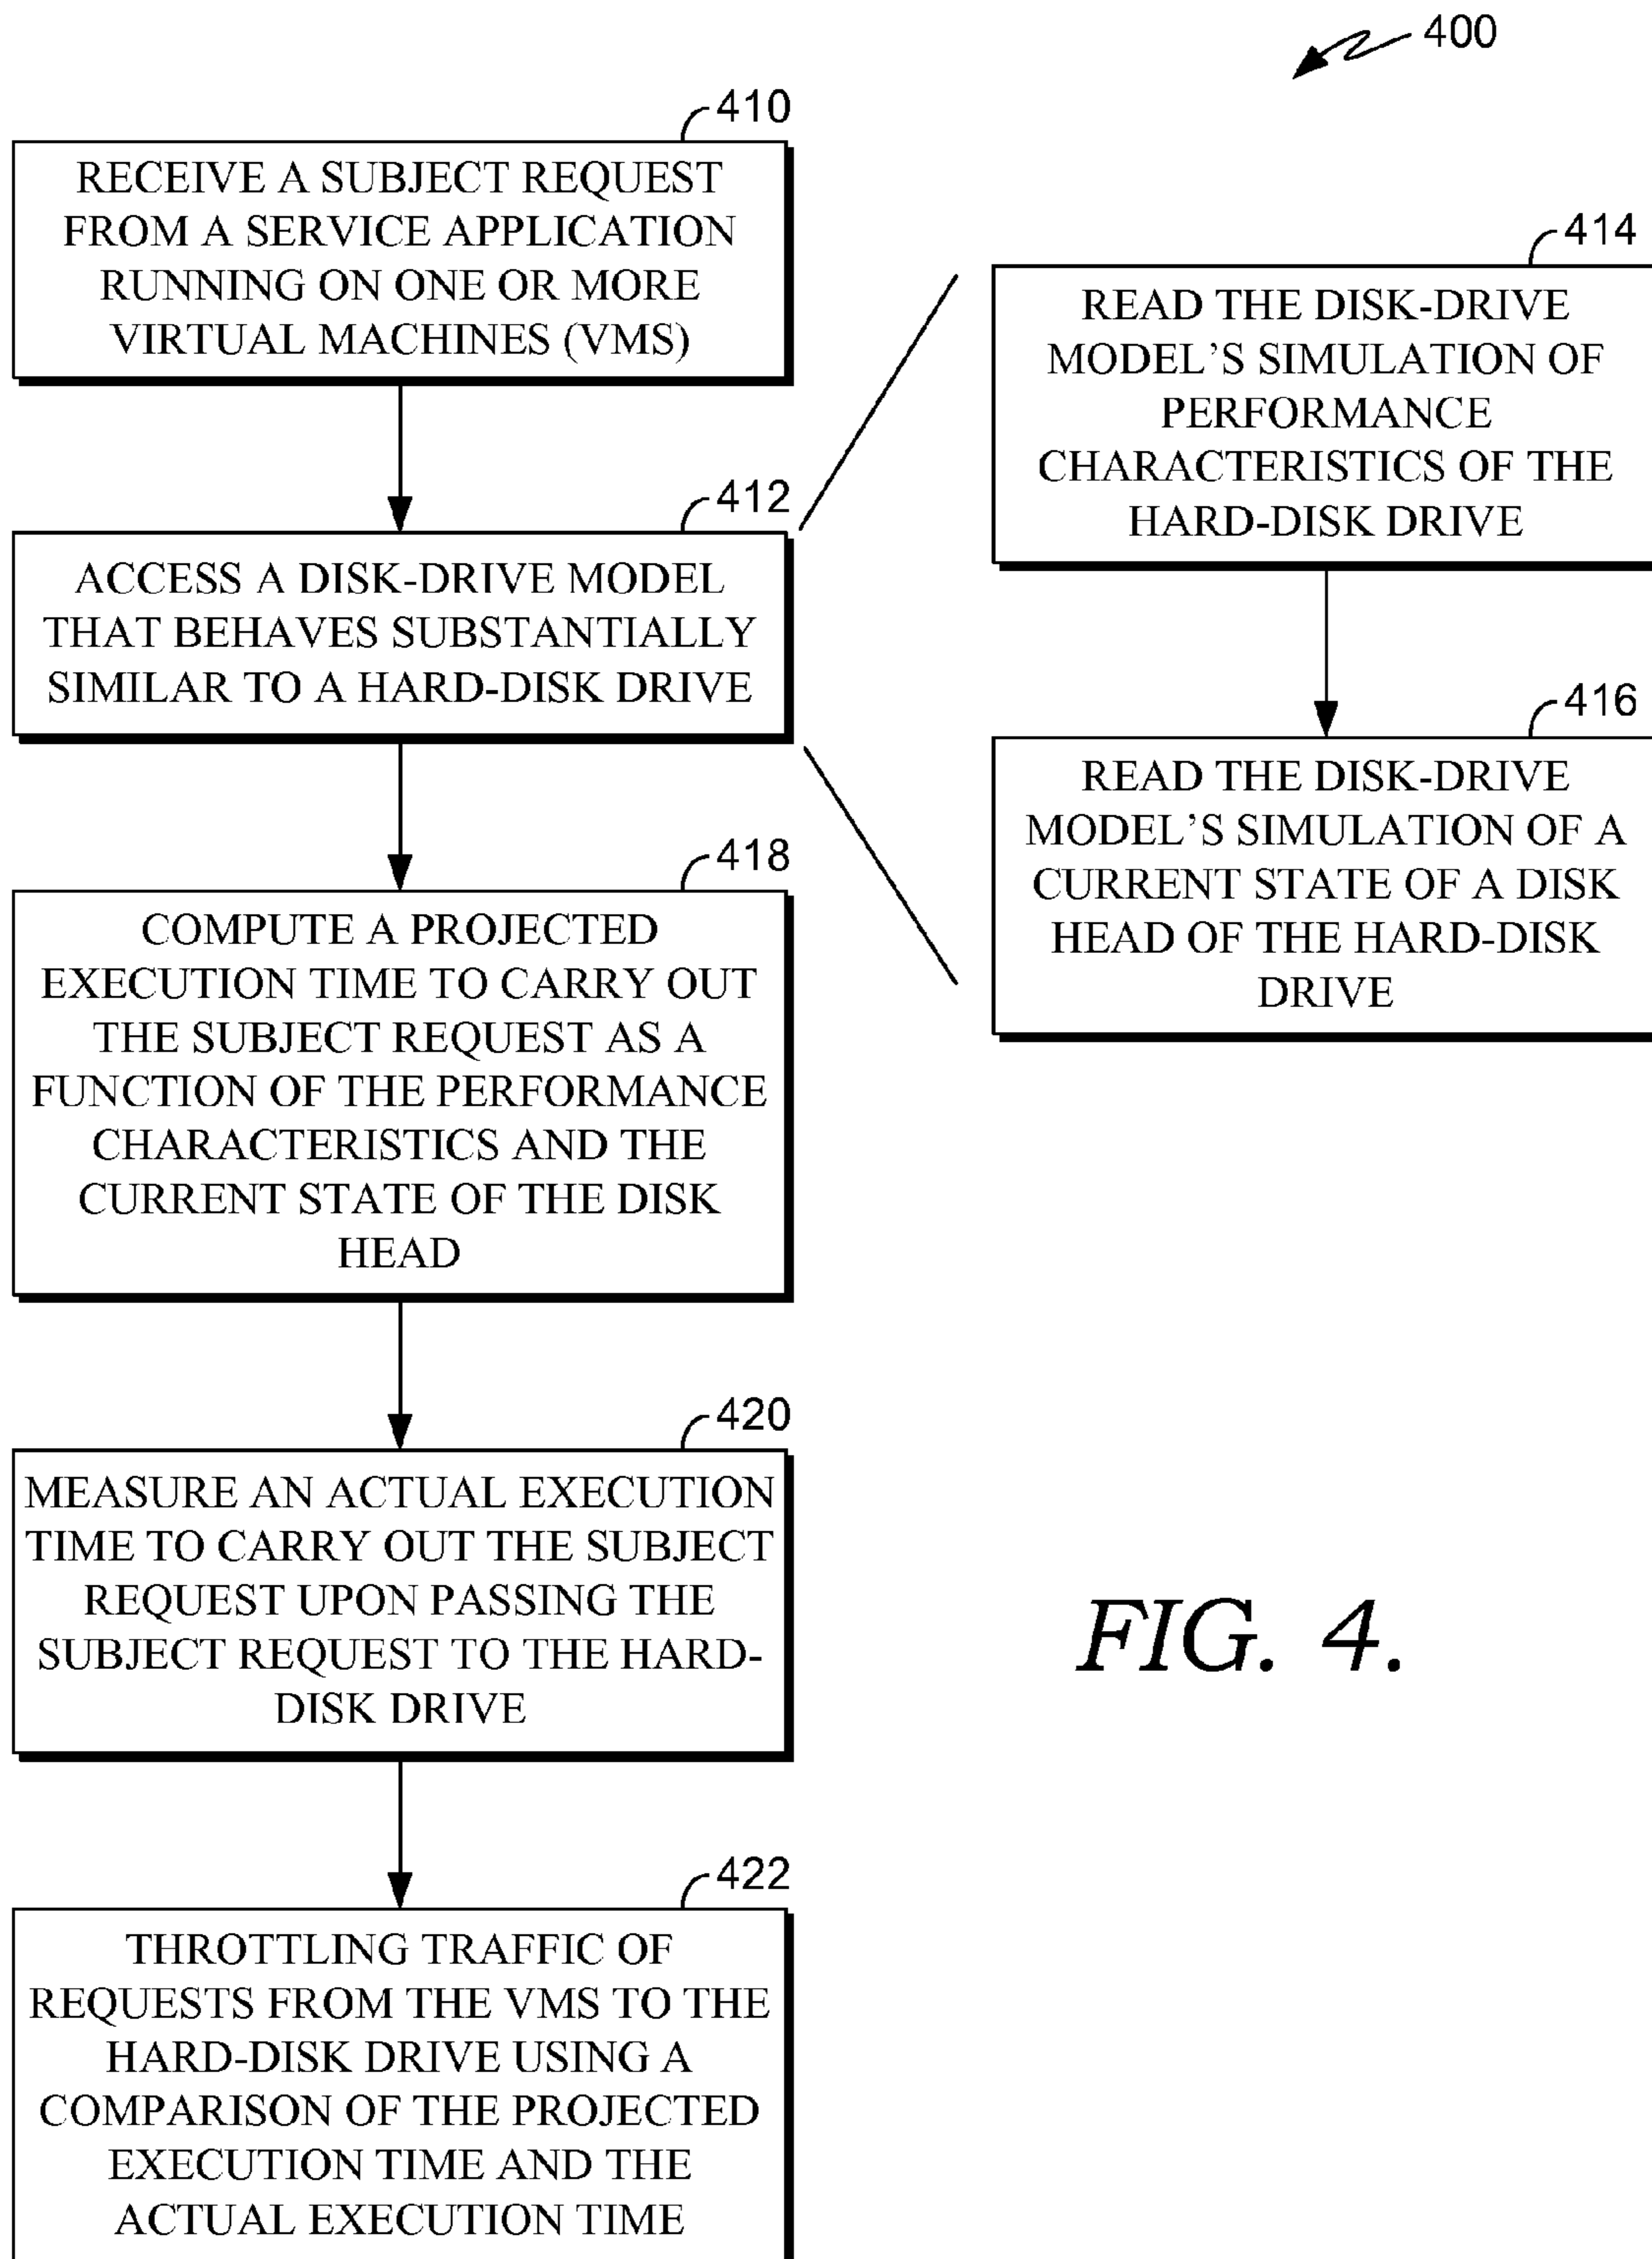 400
410
RECEIVE A SUBJECT REQUEST
FROM A SERVICE APPLICATION
RUNNING ON ONE OR MORE
VIRTUAL MACHINES (VMS)
412
ACCESS A DISK-DRIVE MODEL
THAT BEHAVES SUBSTANTIALLY
SIMILAR TO A HARD-DISK DRIVE
414
READ THE DISK-DRIVE
MODEL’S SIMULATION OF
PERFORMANCE
CHARACTERISTICS OF THE
HARD-DISK DRIVE
416
READ THE DISK-DRIVE
MODEL’S SIMULATION OF A
CURRENT STATE OF A DISK
HEAD OF THE HARD-DISK
DRIVE
418
COMPUTE A PROJECTED
EXECUTION TIME TO CARRY OUT
THE SUBJECT REQUEST AS A
FUNCTION OF THE PERFORMANCE
CHARACTERISTICS AND THE
CURRENT STATE OF THE DISK
HEAD
420
MEASURE AN ACTUAL EXECUTION
TIME TO CARRY OUT THE SUBJECT
REQUEST UPON PASSING THE
SUBJECT REQUEST TO THE HARD-
DISK DRIVE
422
THROTTLING TRAFFIC OF
REQUESTS FROM THE VMS TO THE
HARD-DISK DRIVE USING A
COMPARISON OF THE PROJECTED
EXECUTION TIME AND THE
ACTUAL EXECUTION TIME
FIG. 4.